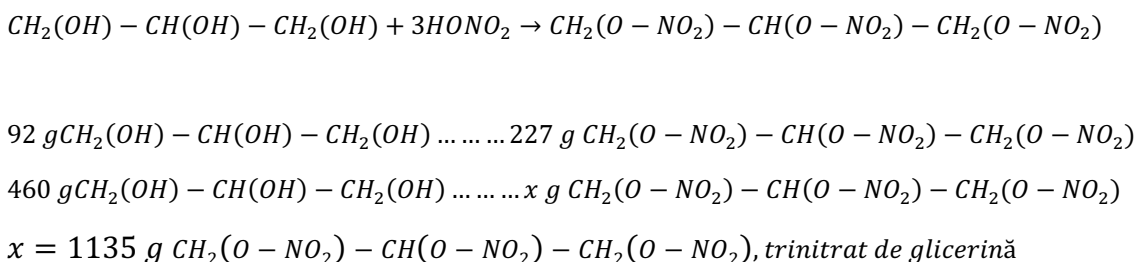 CH₂(OH) − CH(OH) − CH₂(OH) + 3HONO₂ → CH₂(O − NO₂) − CH(O − NO₂) − CH₂(O − NO₂)
92 gCH₂(OH) − CH(OH) − CH₂(OH) … … … 227 g CH₂(O − NO₂) − CH(O − NO₂) − CH₂(O − NO₂)
460 gCH₂(OH) − CH(OH) − CH₂(OH) … … … x g CH₂(O − NO₂) − CH(O − NO₂) − CH₂(O − NO₂)
x = 1135 g CH₂(O − NO₂) − CH(O − NO₂) − CH₂(O − NO₂), trinitrat de glicerină